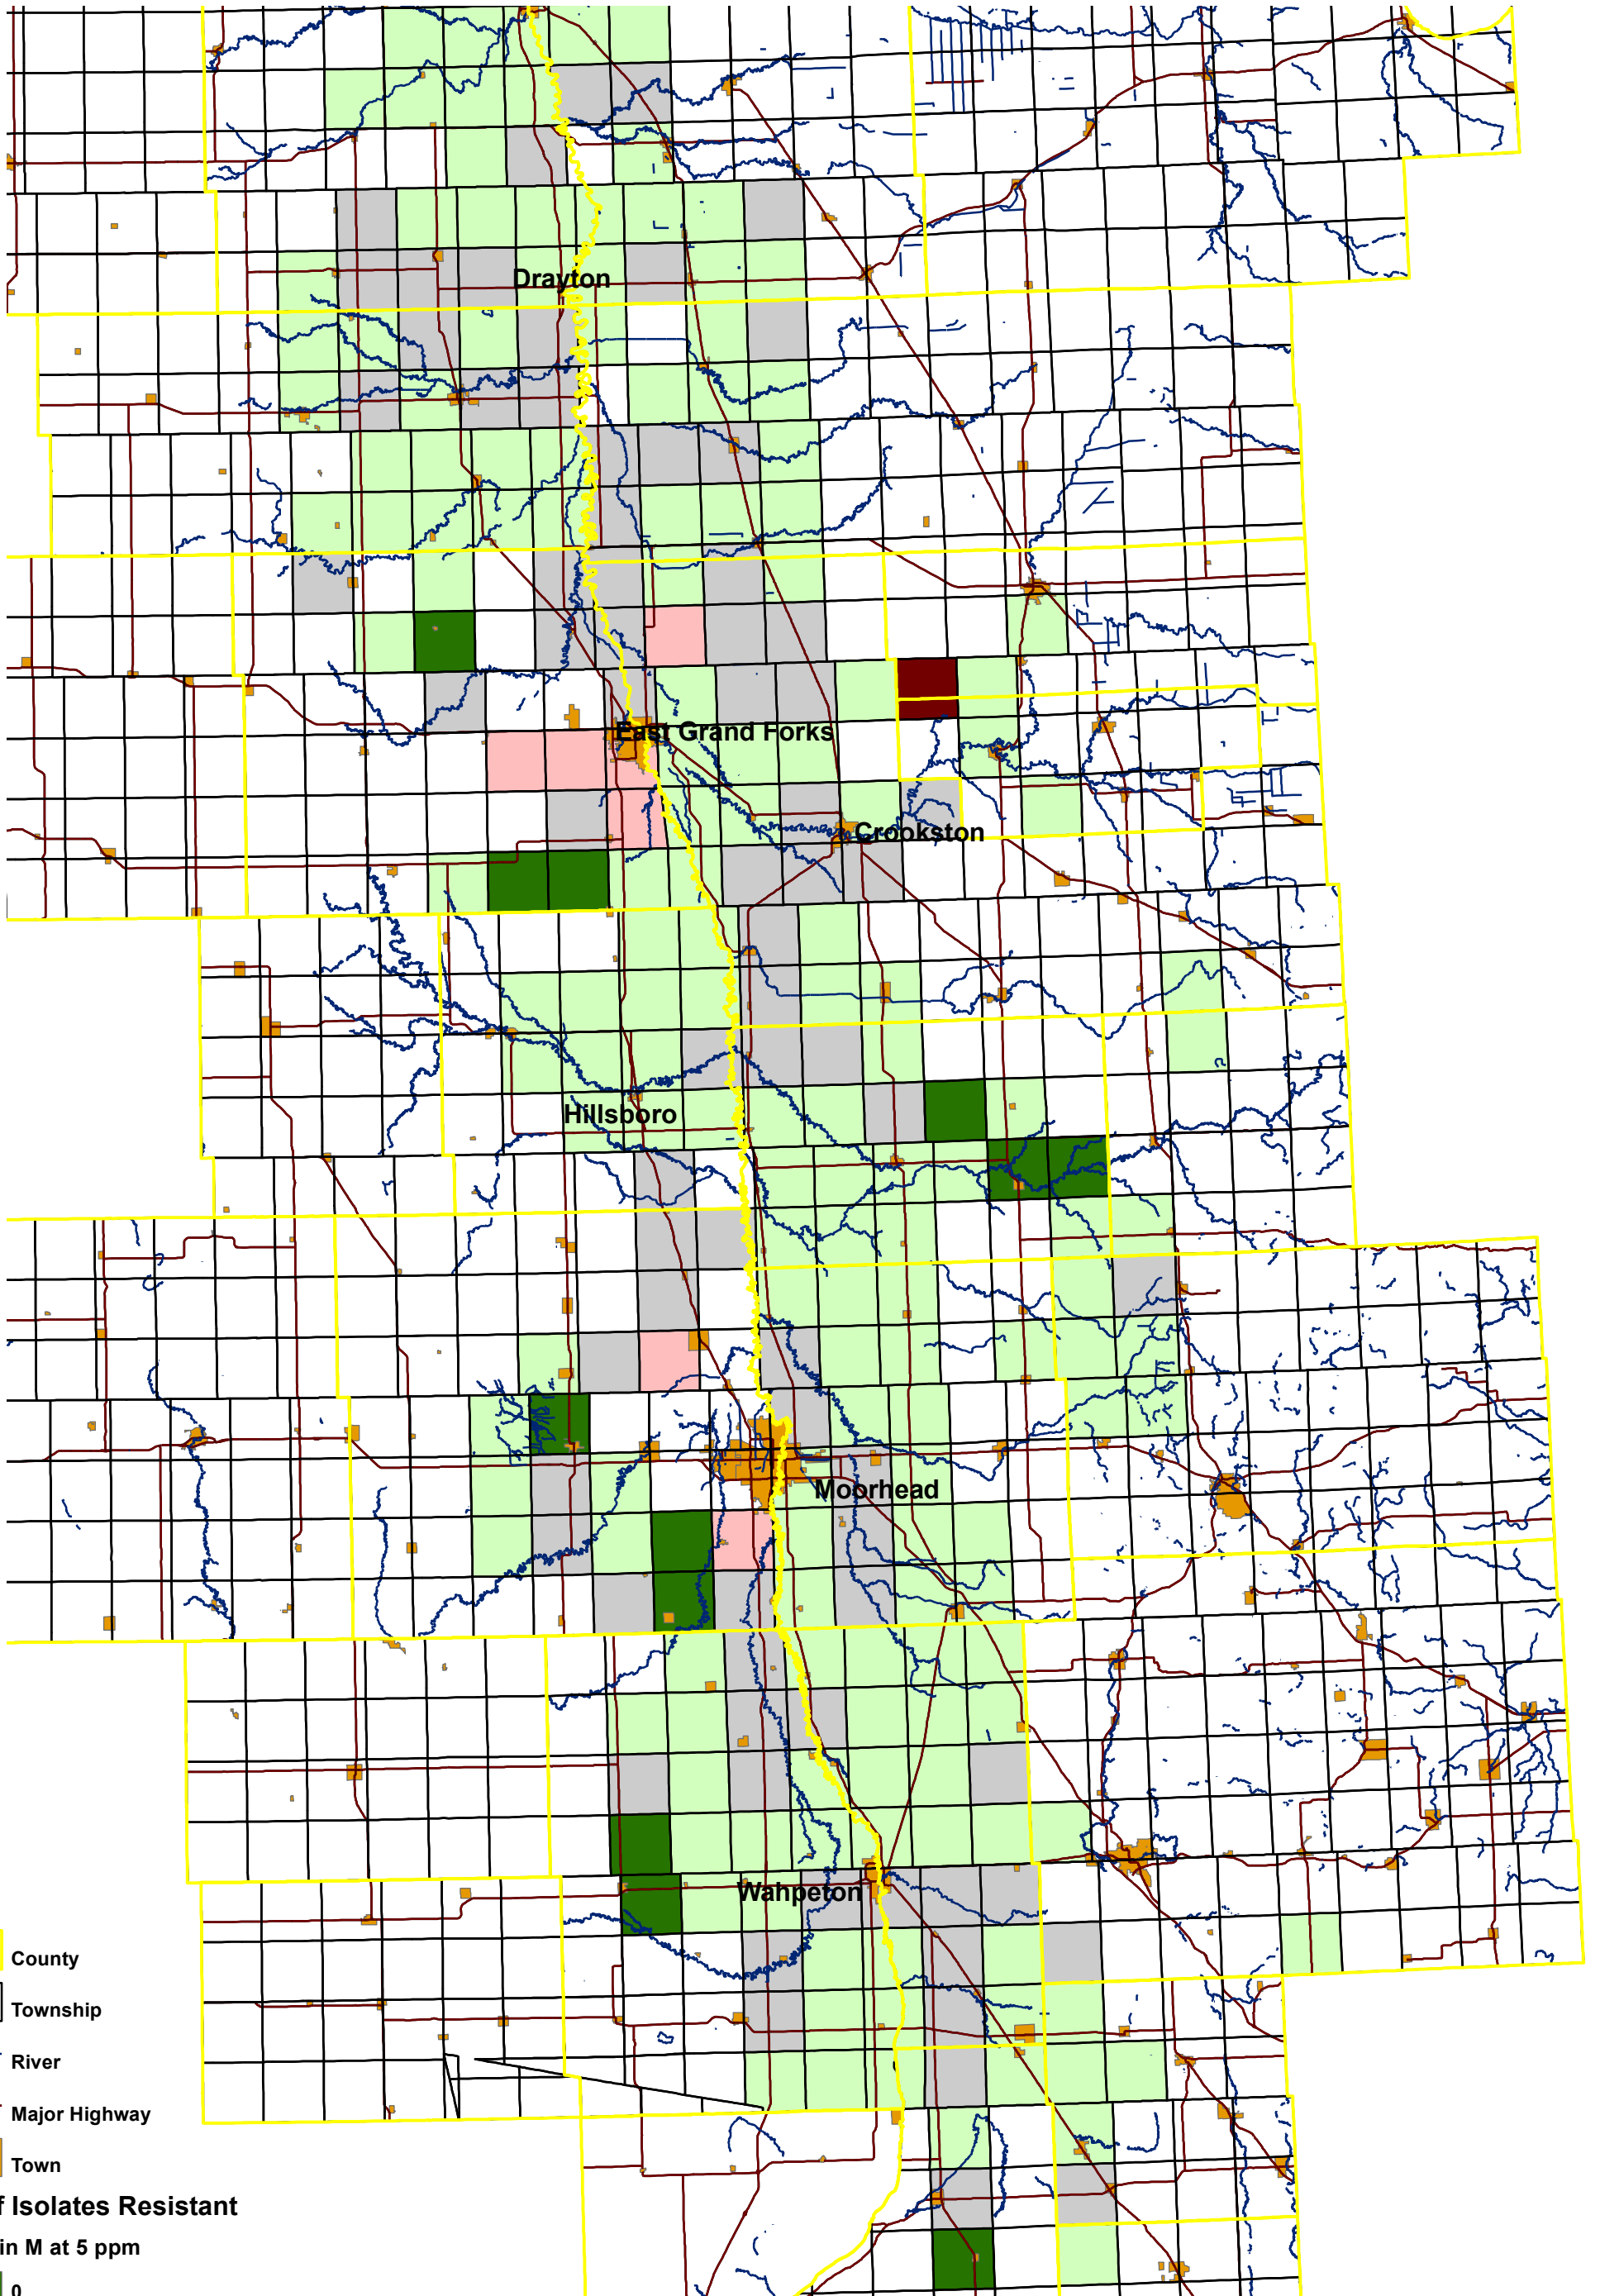 Drayton
East Grand Forks
Crookston
Hillsboro
Moorhead
Wahpeton
County
Township
River
Major Highway
Town
f Isolates Resistant
in M at 5 ppm
0